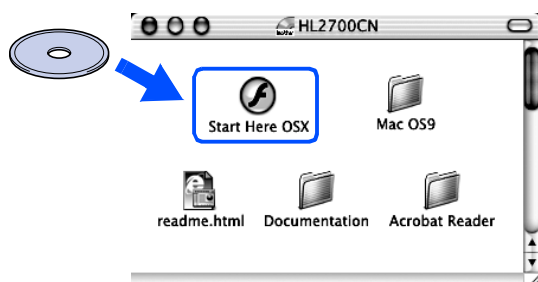 HL2700CN
Start Here OSX
Mac OS9
readme.html
Documentation
Acrobat Reader